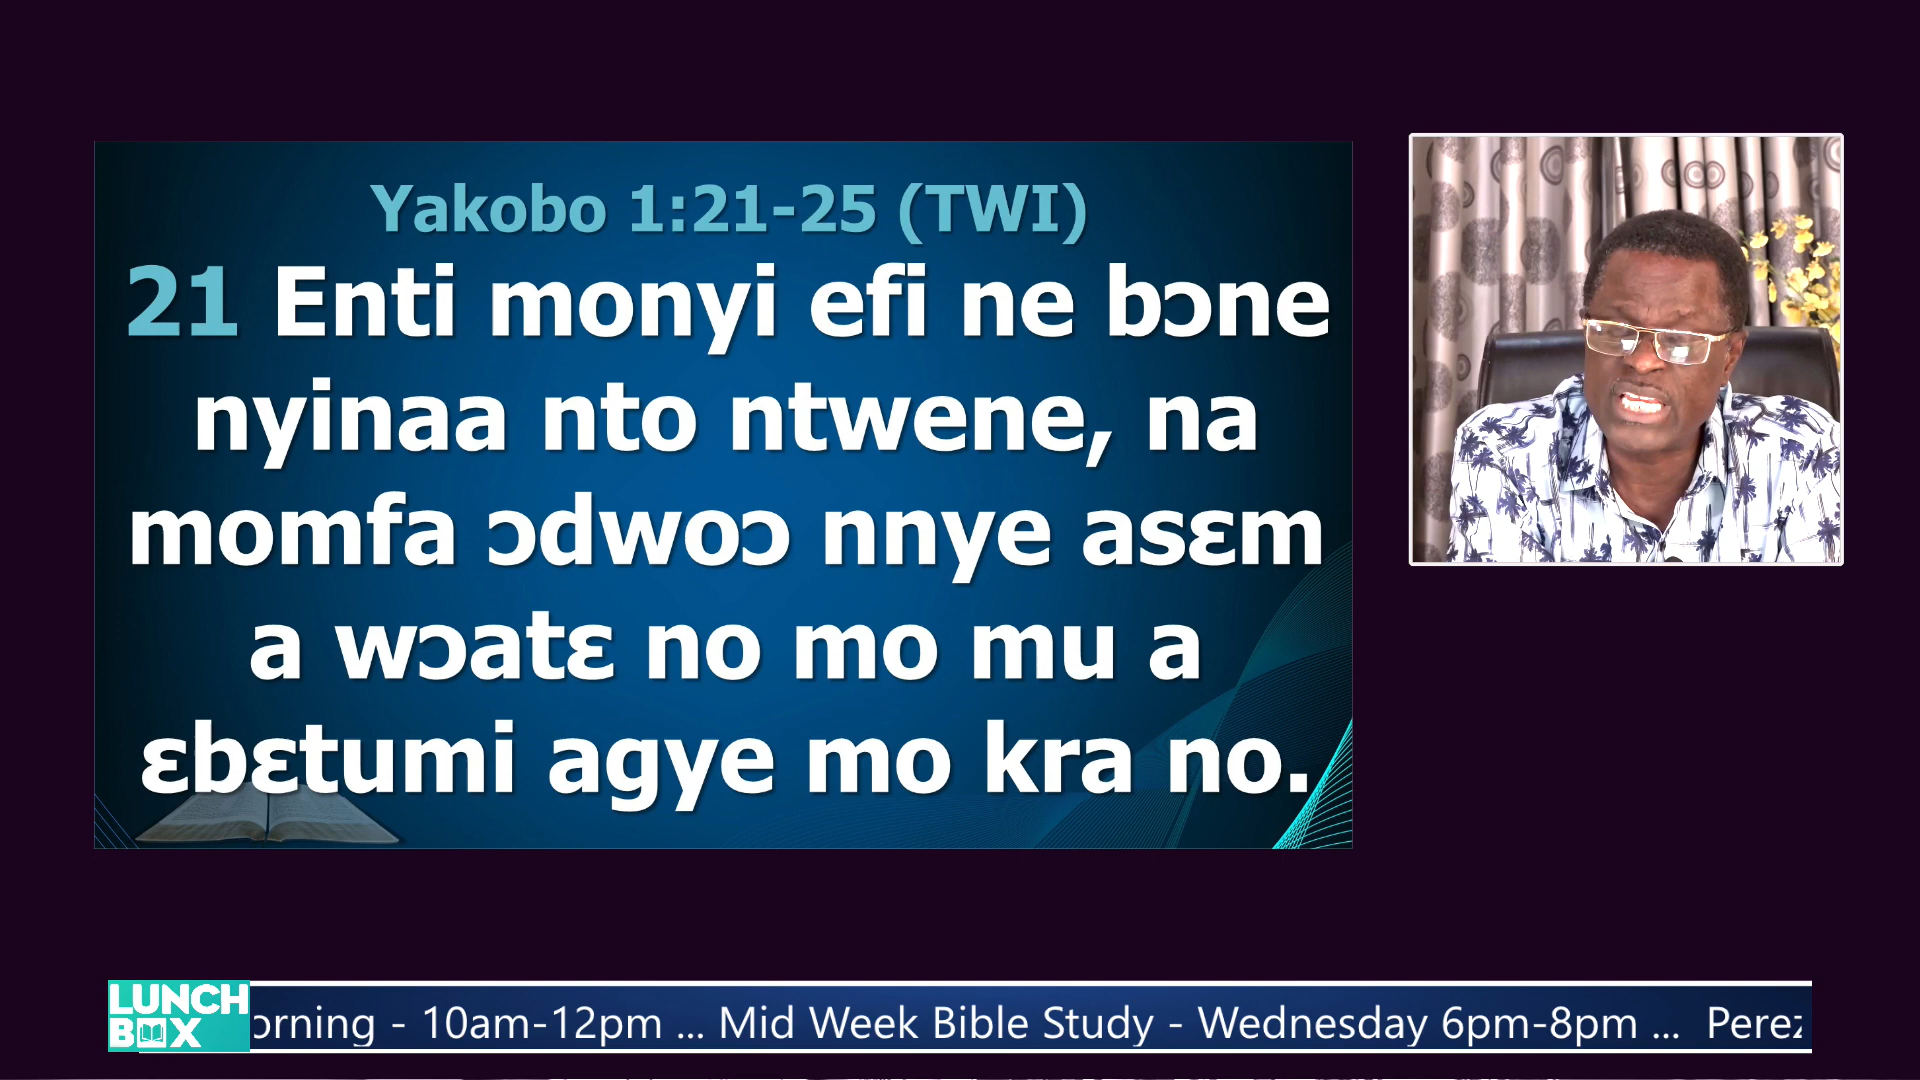 Yakobo 1:21-25 (TWI)
21 Enti monyi efi ne bɔne
nyinaa nto ntwene, na
momfa ɔdwoɔ nnye asɛm
a wɔatɛ no mo mu a
ɛbɛtumi agye mo kra no.
LUNCH
BOX
orning - 10am-12pm ... Mid Week Bible Study - Wednesday 6pm-8pm ... Perez